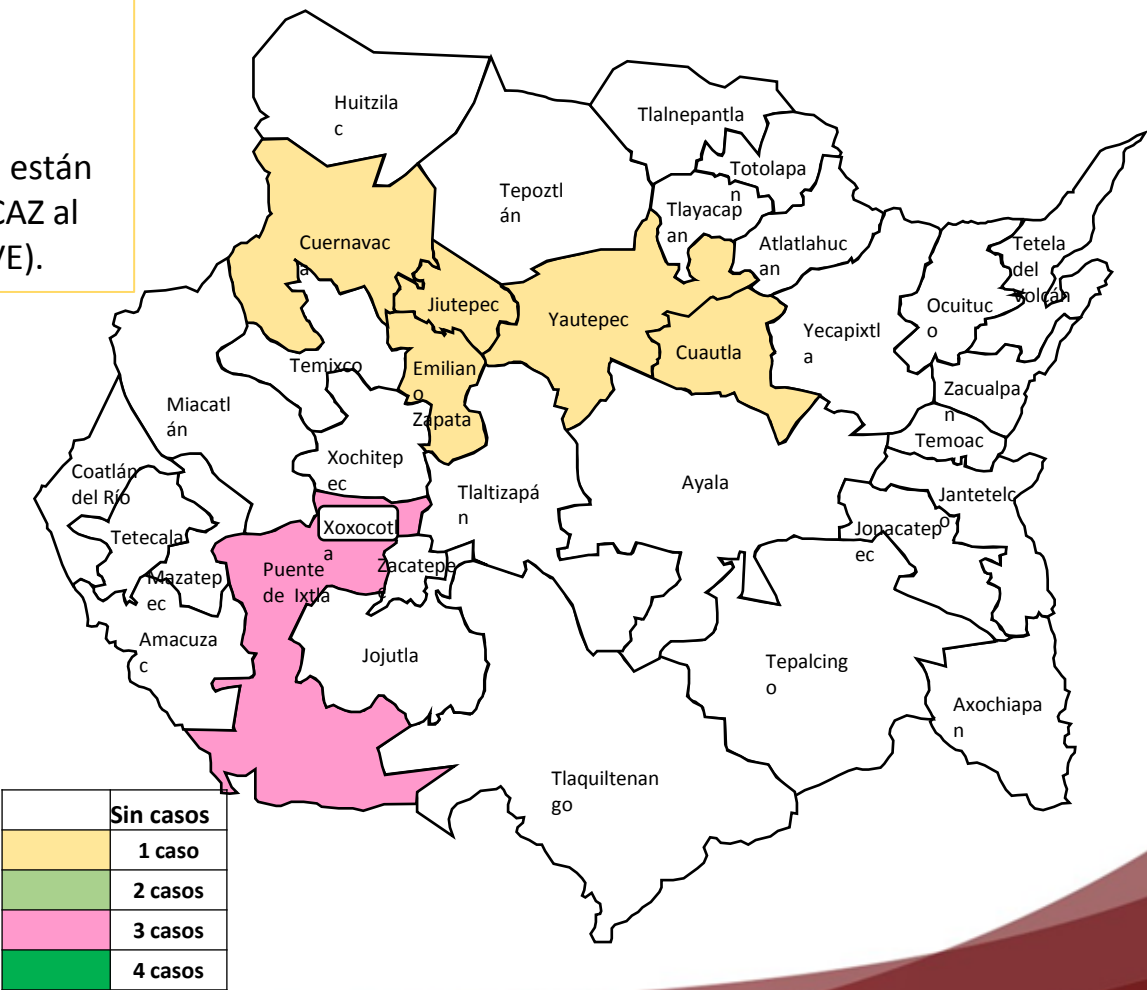 están
CAZ al
VE).
Huitzila
c
Tlalnepantla
Totolapa
n
Tepoztl
án
Tlayacap
an
Atlatlahuc
an
Tetela
del
Volcán
Cuernavac
a
Jiutepec
Yautepec
Ocuituc
o
Yecapixtl
a
Cuautla
Temixco
Emilian
o
Zapata
Zacualpa
n
Miacatl
án
Temoac
Xochitep
ec
Coatlán
del Río
Tlaltizapá
n
Ayala
Jantetelc
o
Xoxocotl
a
Jonacatep
ec
Tetecala
Zacatepe
c
Puente
de Ixtla
Mazatep
ec
Amacuza
c
Jojutla
Tepalcing
o
Axochiapa
n
Tlaquiltenan
go
Sin casos
1 caso
2 casos
3 casos
4 casos